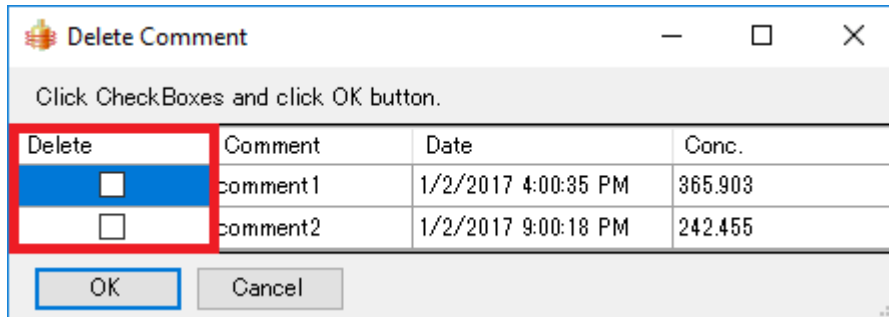 Delete Comment
Click CheckBoxes and click OK button.
Delete Comment Date Conc.
comment1 1/2/2017 4:00:35 PM 365.903
comment2 1/2/2017 9:00:18 PM 242.455
OK Cancel